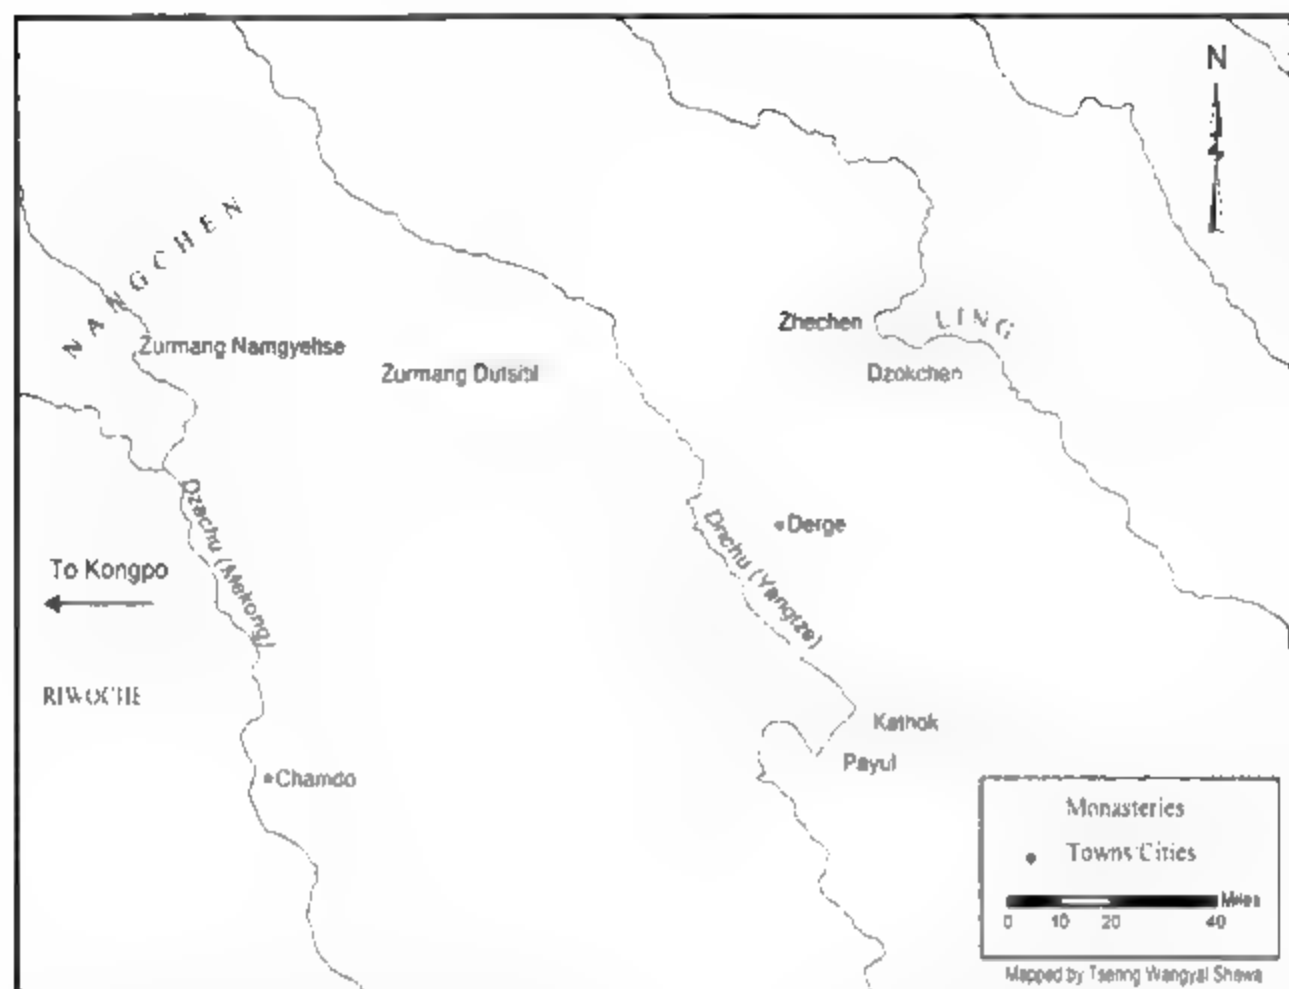 N
NANGCHEN
Zurmang Namgyeltse
Zurmang Dutsitil
Zhechen
LING
Dzokchen
Dzachu (Mekong)
Derge
Drichu (Yangtze)
To Kongpo
RIWOCHE
Kathok
Payul
Chamdo
Monasteries
Towns/Cities
Miles
0 10 20 40
Mapped by Tsering Wangyal Shawa